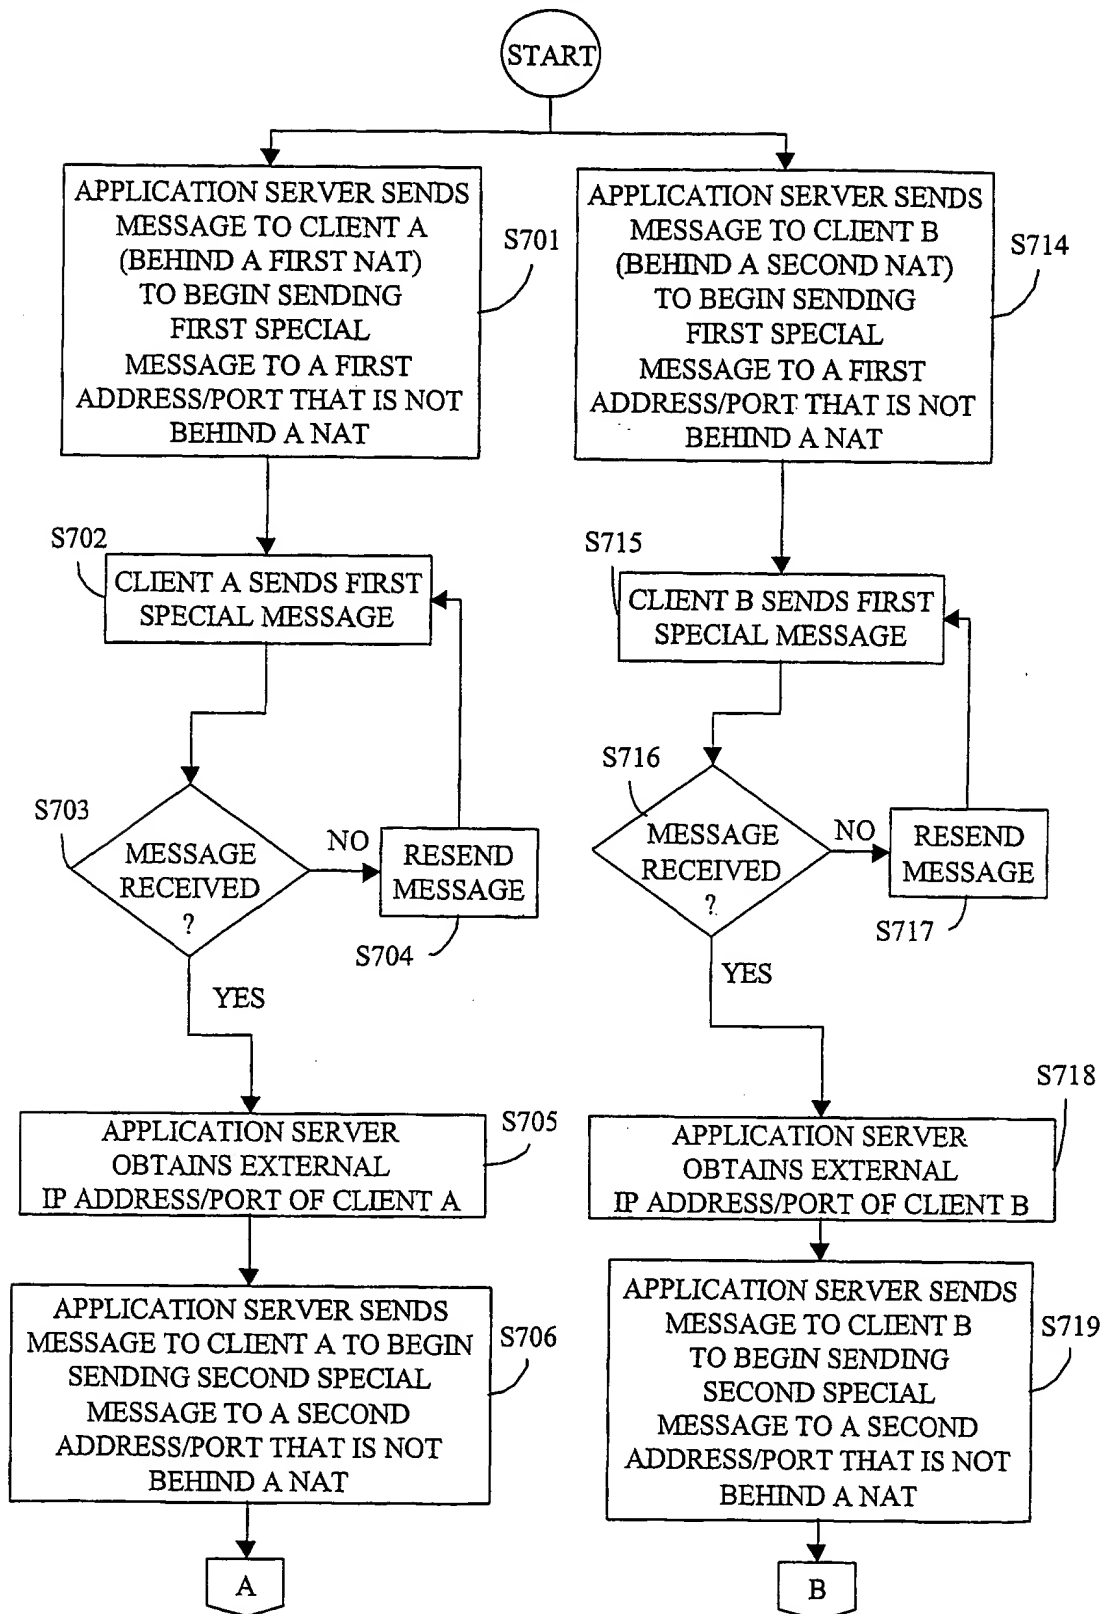 START
APPLICATION SERVER SENDS
MESSAGE TO CLIENT A
(BEHIND A FIRST NAT)
TO BEGIN SENDING
FIRST SPECIAL
MESSAGE TO A FIRST
ADDRESS/PORT THAT IS NOT
BEHIND A NAT
S701
APPLICATION SERVER SENDS
MESSAGE TO CLIENT B
(BEHIND A SECOND NAT)
TO BEGIN SENDING
FIRST SPECIAL
MESSAGE TO A FIRST
ADDRESS/PORT THAT IS NOT
BEHIND A NAT
S714
S702
CLIENT A SENDS FIRST
SPECIAL MESSAGE
S715
CLIENT B SENDS FIRST
SPECIAL MESSAGE
S703
MESSAGE
RECEIVED
?
NO
RESEND
MESSAGE
S704
YES
S716
MESSAGE
RECEIVED
?
NO
RESEND
MESSAGE
S717
YES
APPLICATION SERVER
OBTAINS EXTERNAL
IP ADDRESS/PORT OF CLIENT A
S705
APPLICATION SERVER
OBTAINS EXTERNAL
IP ADDRESS/PORT OF CLIENT B
S718
APPLICATION SERVER SENDS
MESSAGE TO CLIENT A TO BEGIN
SENDING SECOND SPECIAL
MESSAGE TO A SECOND
ADDRESS/PORT THAT IS NOT
BEHIND A NAT
S706
APPLICATION SERVER SENDS
MESSAGE TO CLIENT B
TO BEGIN SENDING
SECOND SPECIAL
MESSAGE TO A SECOND
ADDRESS/PORT THAT IS NOT
BEHIND A NAT
S719
A
B